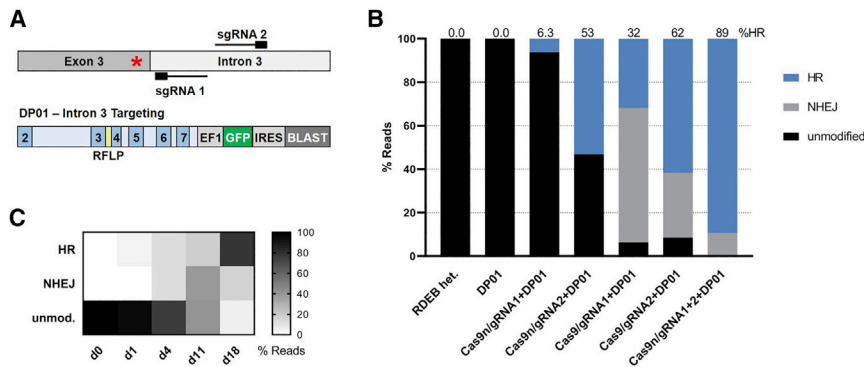 A
sgRNA 2
Exon 3
*
Intron 3
sgRNA 1
DP01 – Intron 3 Targeting
2
3
4
5
6
7
EF1
GFP
IRES
BLAST
RFLP
B
0.0
0.0
6.3
53
32
62
89
%HR
100
80
60
40
20
0
% Reads
HR
NHEJ
unmodified
RDEB het.
DP01
Cas9n/gRNA1+DP01
Cas9n/gRNA2+DP01
Cas9/gRNA1+DP01
Cas9/gRNA2+DP01
Cas9n/gRNA1+2+DP01
C
HR
NHEJ
unmod.
d0
d1
d4
d11
d18
100
80
60
40
20
0
% Reads